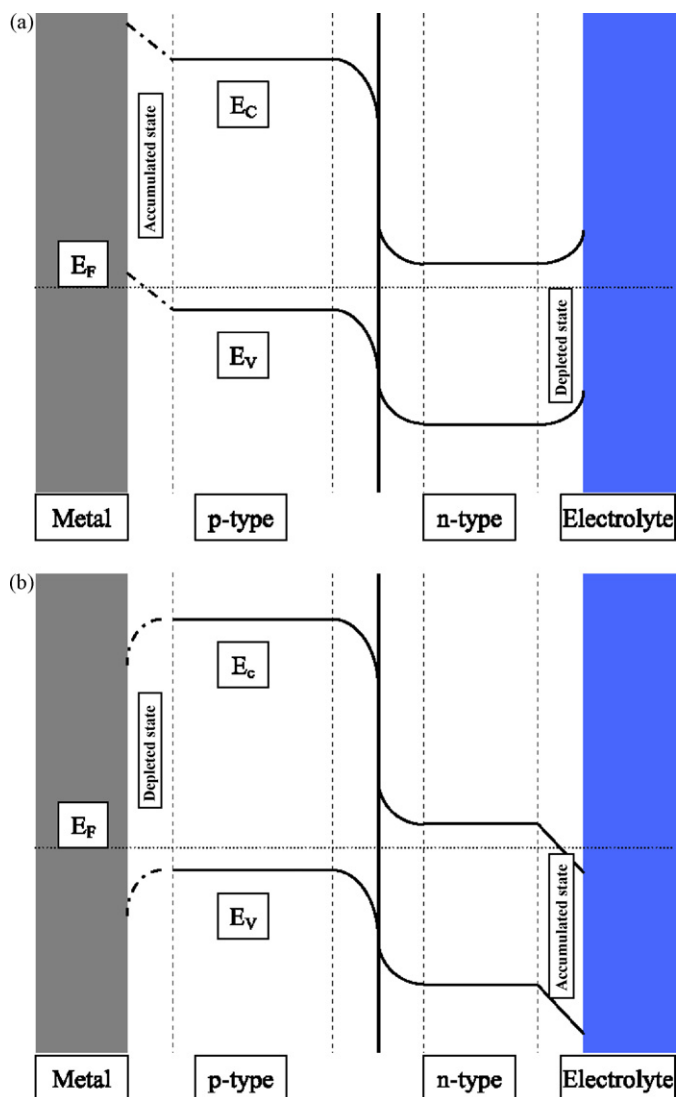 (a)
E_C
Accumulated state
E_F
Depleted state
E_V
Metal p-type n-type Electrolyte
(b)
E_c
Depleted state
E_F
Accumulated state
E_V
Metal p-type n-type Electrolyte